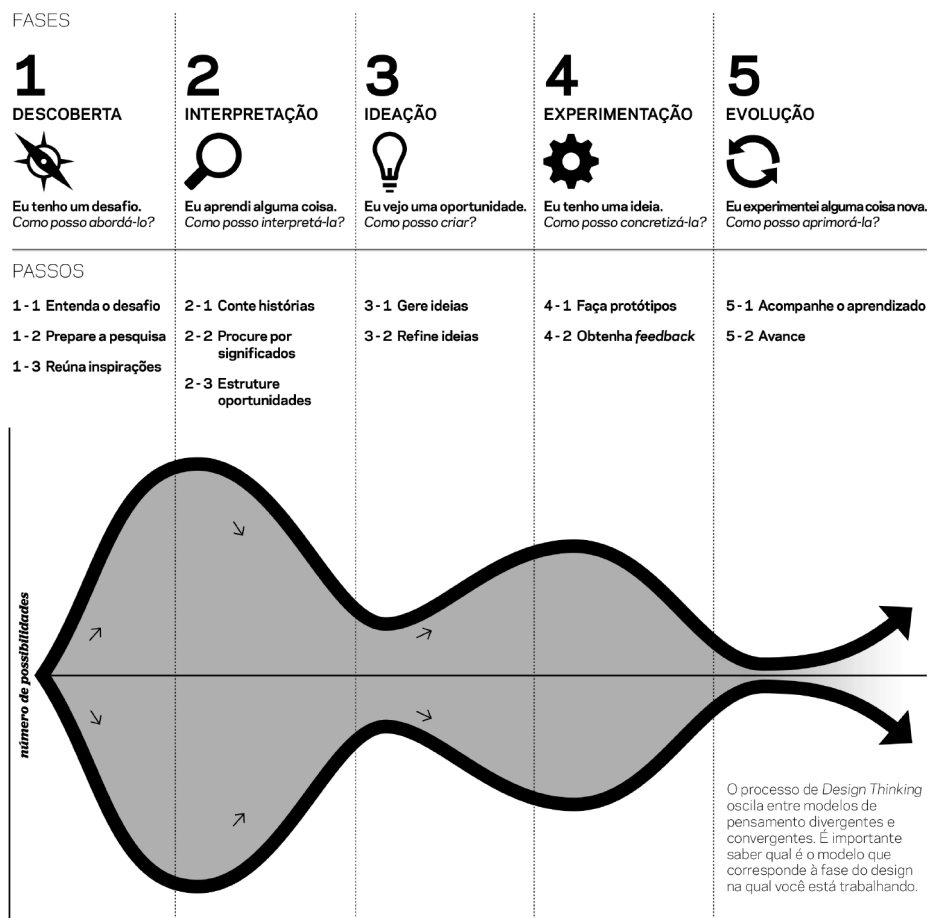 FASES
1
DESCOBERTA
Eu tenho um desafio.
Como posso abordá-lo?
2
INTERPRETAÇÃO
Eu aprendi alguma coisa.
Como posso interpretá-la?
3
IDEAÇÃO
Eu vejo uma oportunidade.
Como posso criar?
4
EXPERIMENTAÇÃO
Eu tenho uma ideia.
Como posso concretizá-la?
5
EVOLUÇÃO
Eu experimentei alguma coisa nova.
Como posso aprimorá-la?
PASSOS
1 - 1 Entenda o desafio
1 - 2 Prepare a pesquisa
1 - 3 Reúna inspirações
2 - 1 Conte histórias
2 - 2 Procure por
significados
2 - 3 Estruture
oportunidades
3 - 1 Gere ideias
3 - 2 Refine ideias
4 - 1 Faça protótipos
4 - 2 Obtenha feedback
5 - 1 Acompanhe o aprendizado
5 - 2 Avance
número de possibilidades
O processo de Design Thinking
oscila entre modelos de
pensamento divergentes e
convergentes. É importante
saber qual é o modelo que
corresponde à fase do design
na qual você está trabalhando.